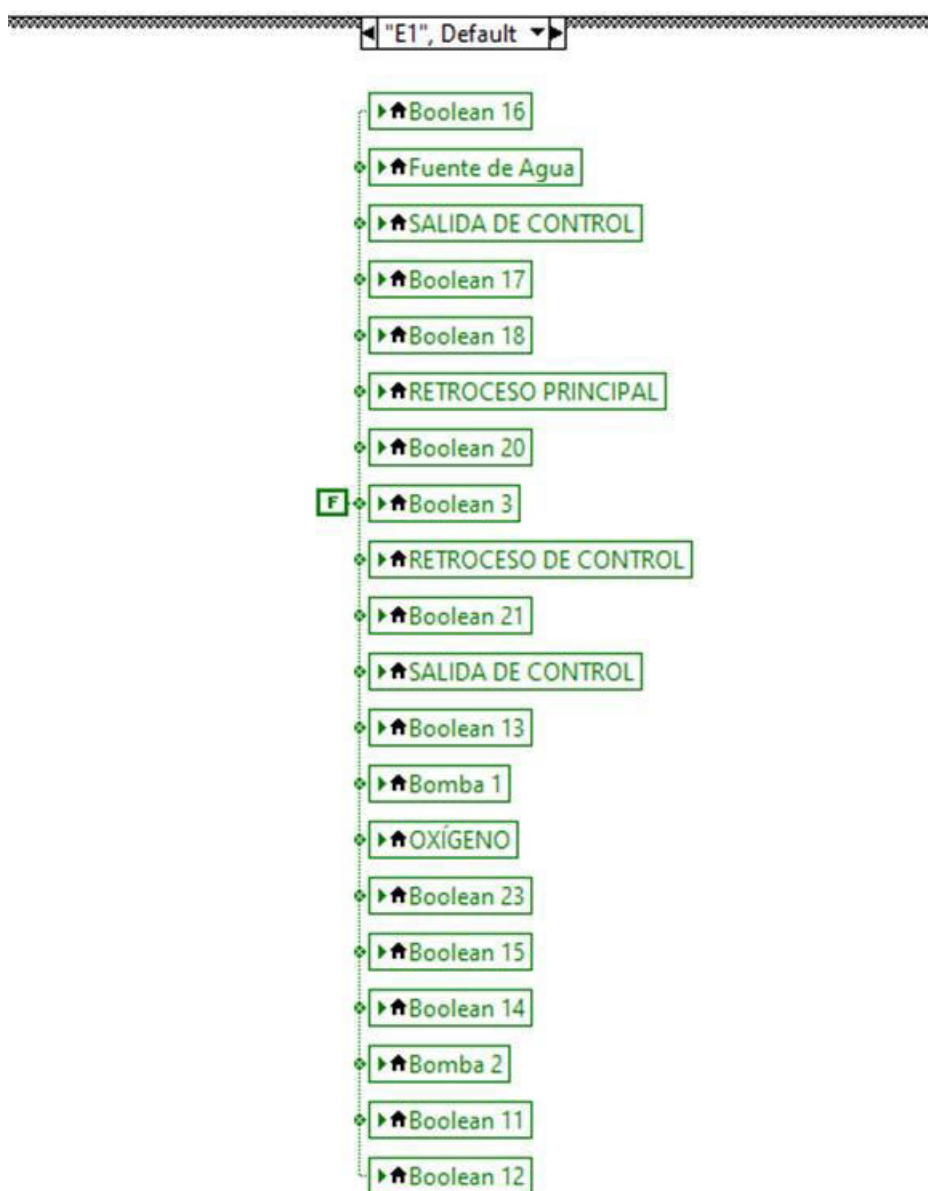 "E1", Default
Boolean 16
Fuente de Agua
SALIDA DE CONTROL
Boolean 17
Boolean 18
RETROCESO PRINCIPAL
Boolean 20
F Boolean 3
RETROCESO DE CONTROL
Boolean 21
SALIDA DE CONTROL
Boolean 13
Bomba 1
OXÍGENO
Boolean 23
Boolean 15
Boolean 14
Bomba 2
Boolean 11
Boolean 12